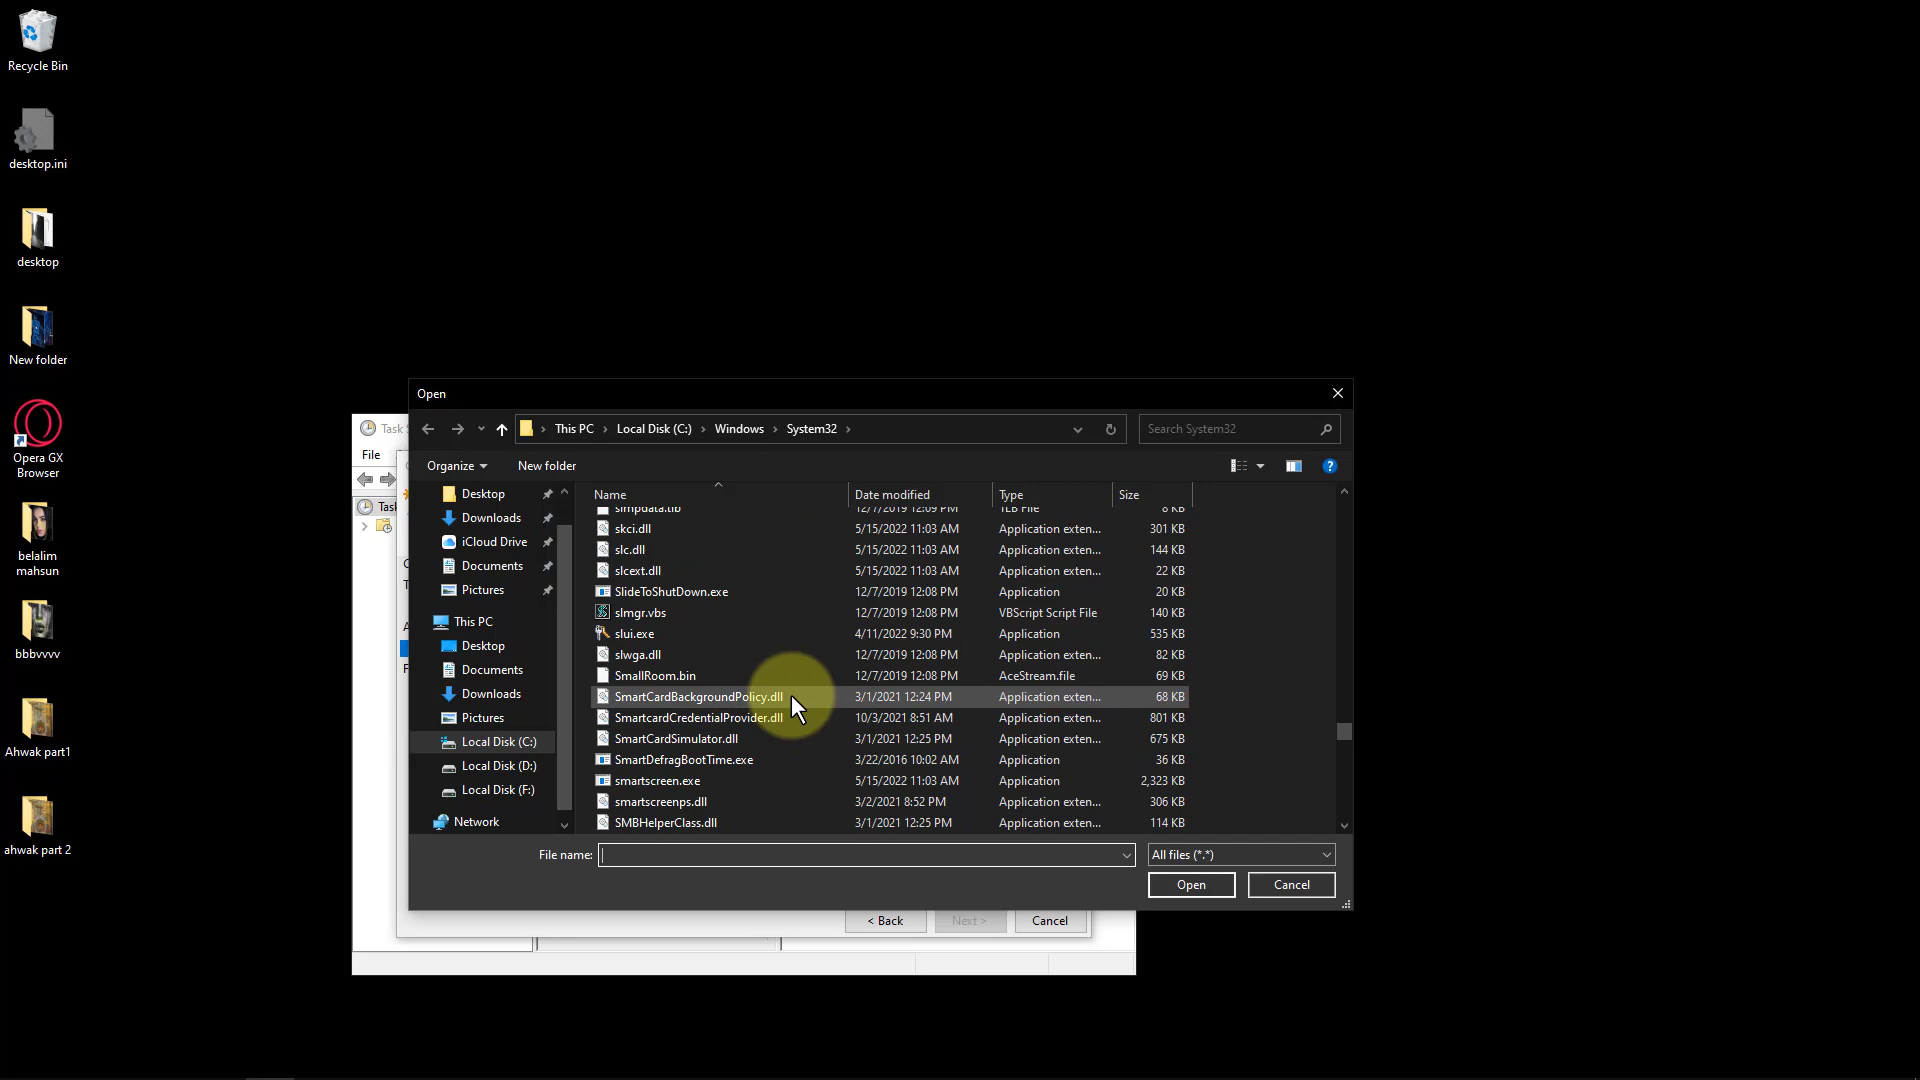 Recycle Bin
desktop.ini
desktop
New folder
Opera GX
Browser
belalim
mahsun
bbbvvvv
Ahwak part1
ahwak part 2
Task
File
Task
Open
This PC
Local Disk (C:)
Windows
System32
Search System32
Organize
New folder
Desktop
Downloads
iCloud Drive
Documents
Pictures
This PC
Desktop
Documents
Downloads
Pictures
Local Disk (C:)
Local Disk (D:)
Local Disk (F:)
Network
Name Date modified Type Size
simpdata.tlb 12/7/2019 12:09 PM TLB File 8 KB
skci.dll 5/15/2022 11:03 AM Application exten... 301 KB
slc.dll 5/15/2022 11:03 AM Application exten... 144 KB
slcext.dll 5/15/2022 11:03 AM Application exten... 22 KB
SlideToShutDown.exe 12/7/2019 12:08 PM Application 20 KB
slmgr.vbs 12/7/2019 12:08 PM VBScript Script File 140 KB
slui.exe 4/11/2022 9:30 PM Application 535 KB
slwga.dll 12/7/2019 12:08 PM Application exten... 82 KB
SmallRoom.bin 12/7/2019 12:08 PM AceStream.file 69 KB
SmartCardBackgroundPolicy.dll 3/1/2021 12:24 PM Application exten... 68 KB
SmartcardCredentialProvider.dll 10/3/2021 8:51 AM Application exten... 801 KB
SmartCardSimulator.dll 3/1/2021 12:25 PM Application exten... 675 KB
SmartDefragBootTime.exe 3/22/2016 10:02 AM Application 36 KB
smartscreen.exe 5/15/2022 11:03 AM Application 2,323 KB
smartscreenps.dll 3/2/2021 8:52 PM Application exten... 306 KB
SMBHelperClass.dll 3/1/2021 12:25 PM Application exten... 114 KB
File name:
All files (*.*)
Open
Cancel
< Back
Next >
Cancel